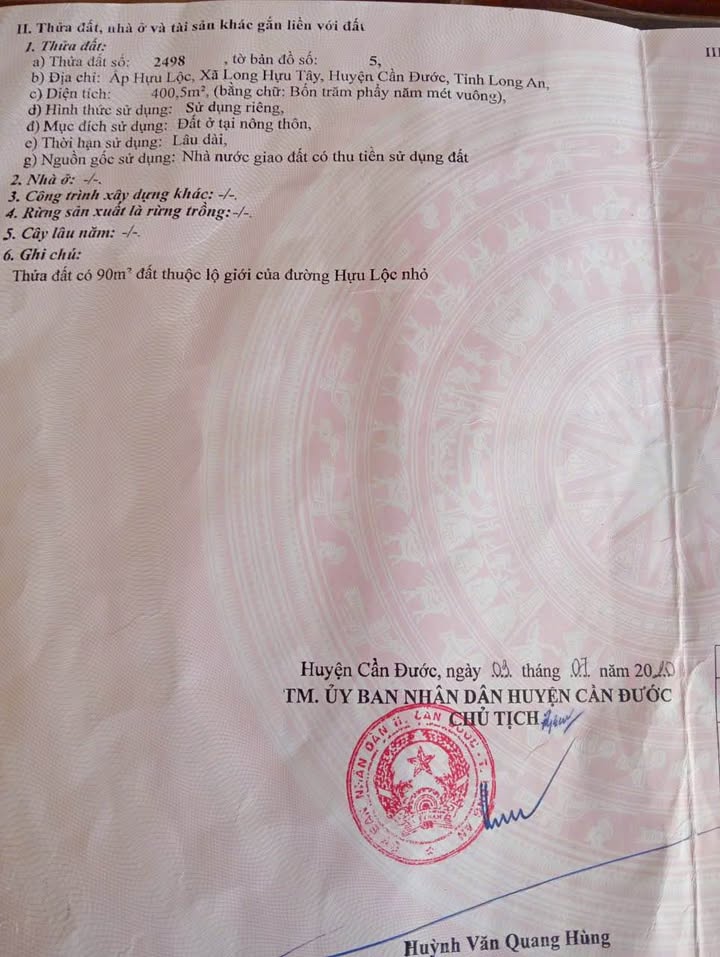 II. Thửa đất, nhà ở và tài sản khác gắn liền với đất
1. Thửa đất:
a) Thửa đất số: 2498 , tờ bản đồ số: 5,
b) Địa chỉ: Ấp Hựu Lộc, Xã Long Hựu Tây, Huyện Cần Đước, Tỉnh Long An,
c) Diện tích: 400,5m², (bằng chữ: Bốn trăm phẩy năm mét vuông),
d) Hình thức sử dụng: Sử dụng riêng,
đ) Mục đích sử dụng: Đất ở tại nông thôn,
e) Thời hạn sử dụng: Lâu dài,
g) Nguồn gốc sử dụng: Nhà nước giao đất có thu tiền sử dụng đất
2. Nhà ở: -/-.
3. Công trình xây dựng khác: -/-.
4. Rừng sản xuất là rừng trồng:-/-.
5. Cây lâu năm: -/-.
6. Ghi chú:
Thửa đất có 90m² đất thuộc lộ giới của đường Hựu Lộc nhỏ
III
Huyện Cần Đước, ngày 03 tháng 07 năm 2020
TM. ỦY BAN NHÂN DÂN HUYỆN CẦN ĐƯỚC
CHỦ TỊCH
Huỳnh Văn Quang Hùng